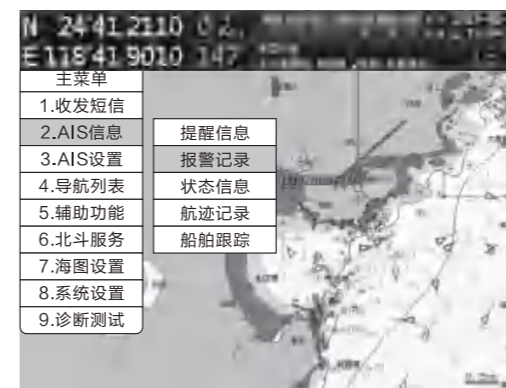 N 24 41.2110
E 118 41 9010 147
主菜单
1.收发短信
2.AIS信息
3.AIS设置
4.导航列表
5.辅助功能
6.北斗服务
7.海图设置
8.系统设置
9.诊断测试
提醒信息
报警记录
状态信息
航迹记录
船舶跟踪